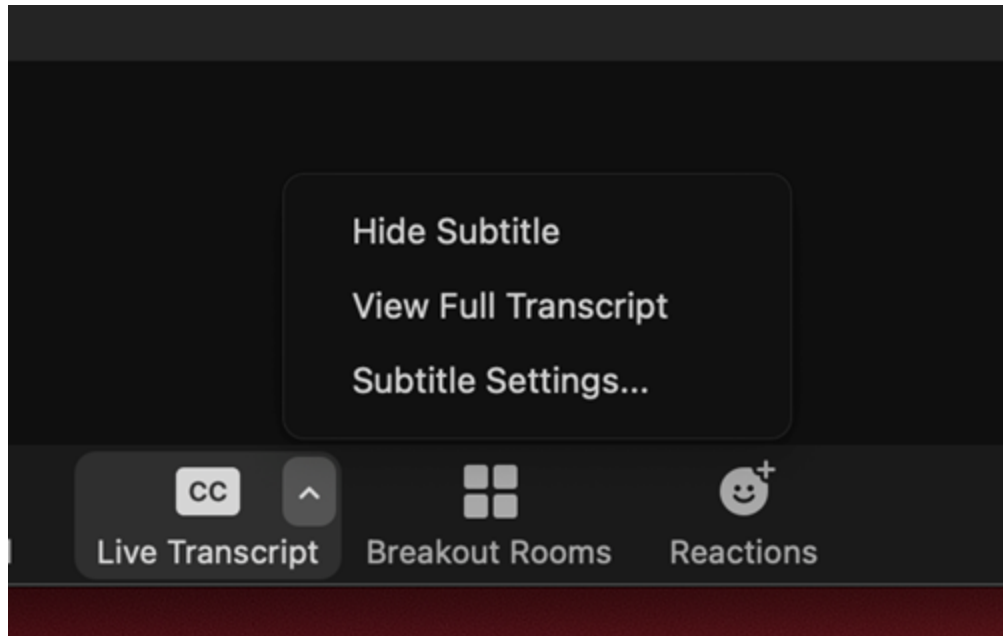 Hide Subtitle
View Full Transcript
Subtitle Settings...
CC
Live Transcript
Breakout Rooms
Reactions